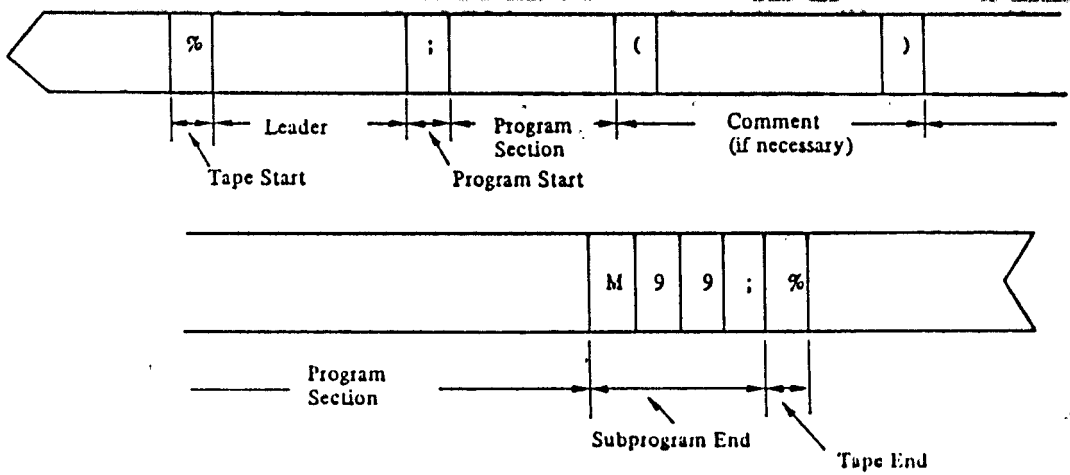 % ; ( )
Leader Program Section Comment (if necessary)
Tape Start Program Start
M 9 9 ; %
Program Section
Subprogram End
Tape End